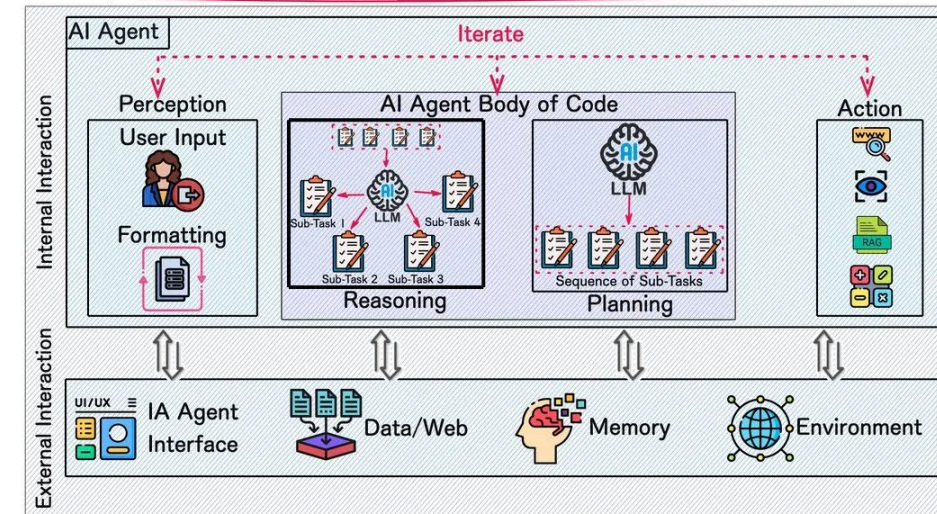 AI Agent
Iterate
Internal Interaction
Perception
User Input
Formatting
AI Agent Body of Code
AI
LLM
Sub-Task 1
Sub-Task 4
Sub-Task 2
Sub-Task 3
Reasoning
AI
LLM
Sequence of Sub-Tasks
Planning
Action
www
RAG
External Interaction
UI/UX
IA Agent
Interface
Data/Web
Memory
Environment